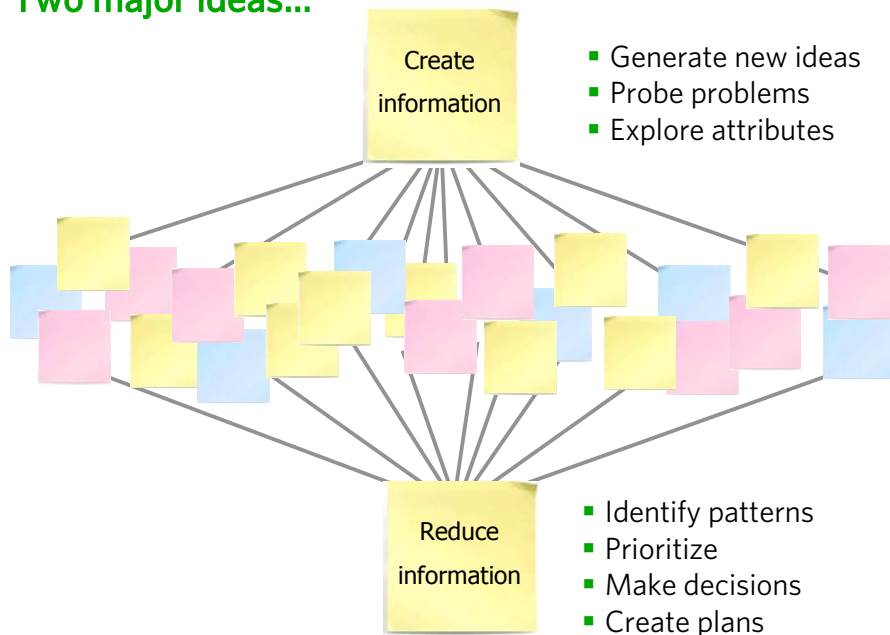 Two major ideas...
Create
information
▪ Generate new ideas
▪ Probe problems
▪ Explore attributes
Reduce
information
▪ Identify patterns
▪ Prioritize
▪ Make decisions
▪ Create plans